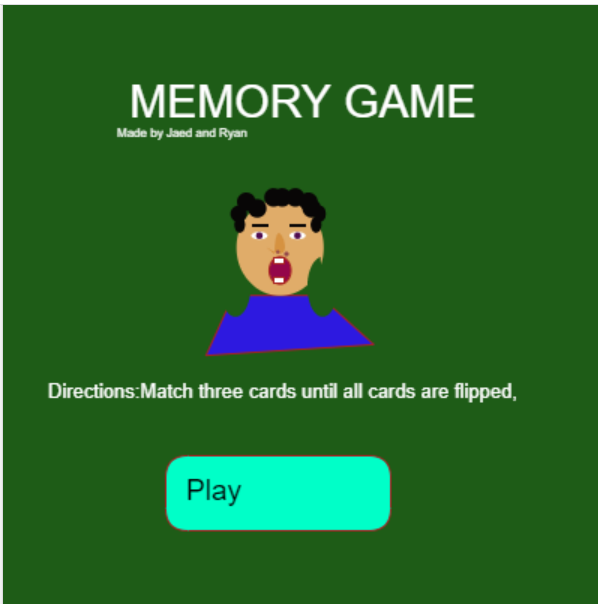 MEMORY GAME
Made by Jaed and Ryan
Directions:Match three cards until all cards are flipped,
Play